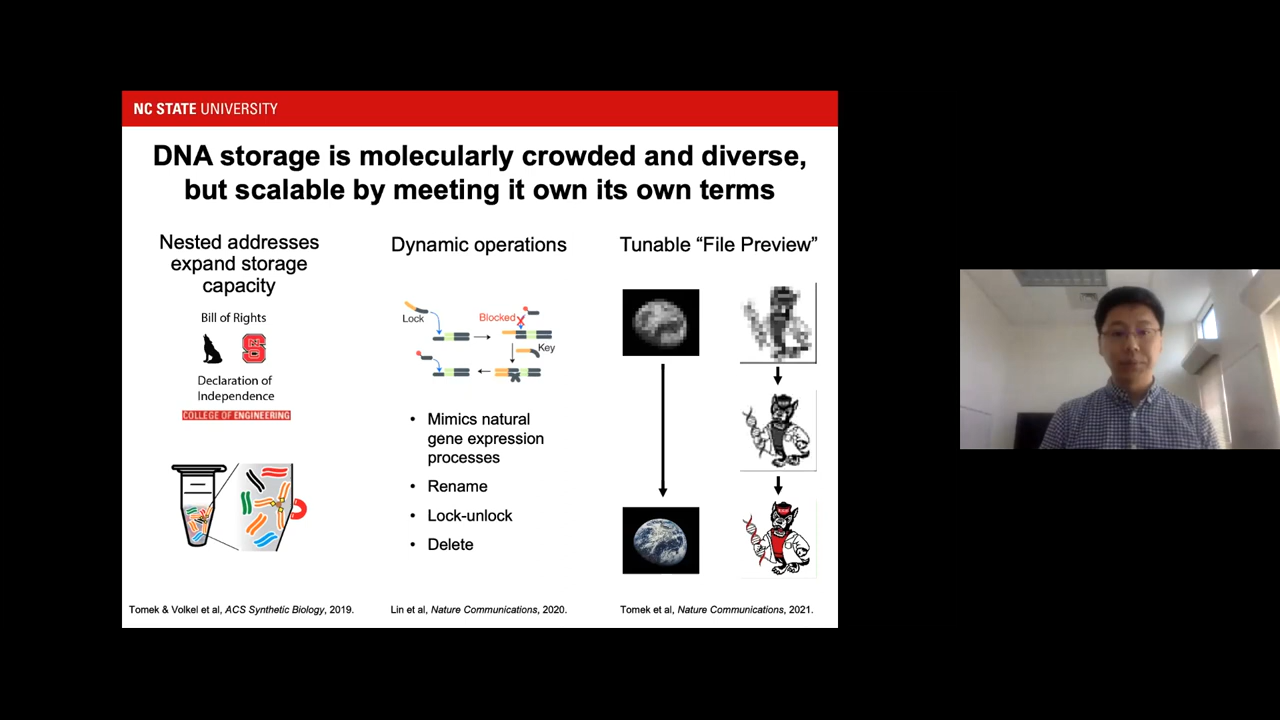 NC STATE UNIVERSITY
DNA storage is molecularly crowded and diverse,
but scalable by meeting it own its own terms
Nested addresses
expand storage
capacity
Bill of Rights
S
Declaration of
Independence
COLLEGE OF ENGINEERING
Tomek & Volkel et al, ACS Synthetic Biology, 2019.
Dynamic operations
Lock
Blocked
Key
• Mimics natural
gene expression
processes
• Rename
• Lock-unlock
• Delete
Lin et al, Nature Communications, 2020.
Tunable “File Preview”
Tomek et al, Nature Communications, 2021.